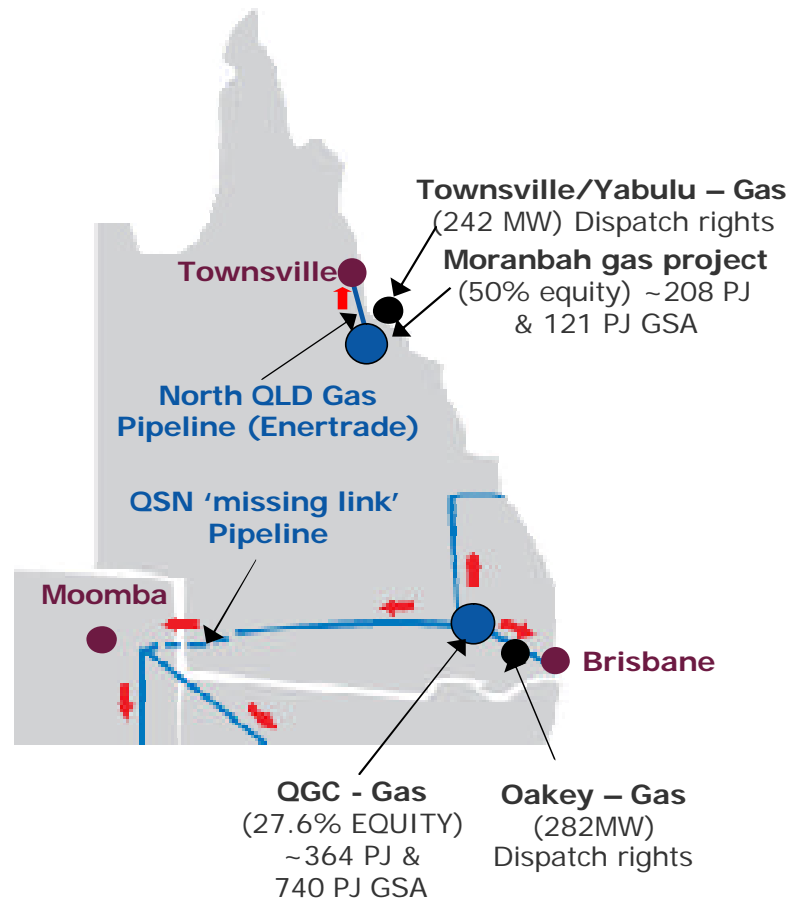 Townsville/Yabulu – Gas
(242 MW) Dispatch rights
Townsville
Moranbah gas project
(50% equity) ~208 PJ
& 121 PJ GSA
North QLD Gas
Pipeline (Enertrade)
QSN ‘missing link’
Pipeline
Moomba
Brisbane
QGC - Gas
(27.6% EQUITY)
~364 PJ &
740 PJ GSA
Oakey – Gas
(282MW)
Dispatch rights